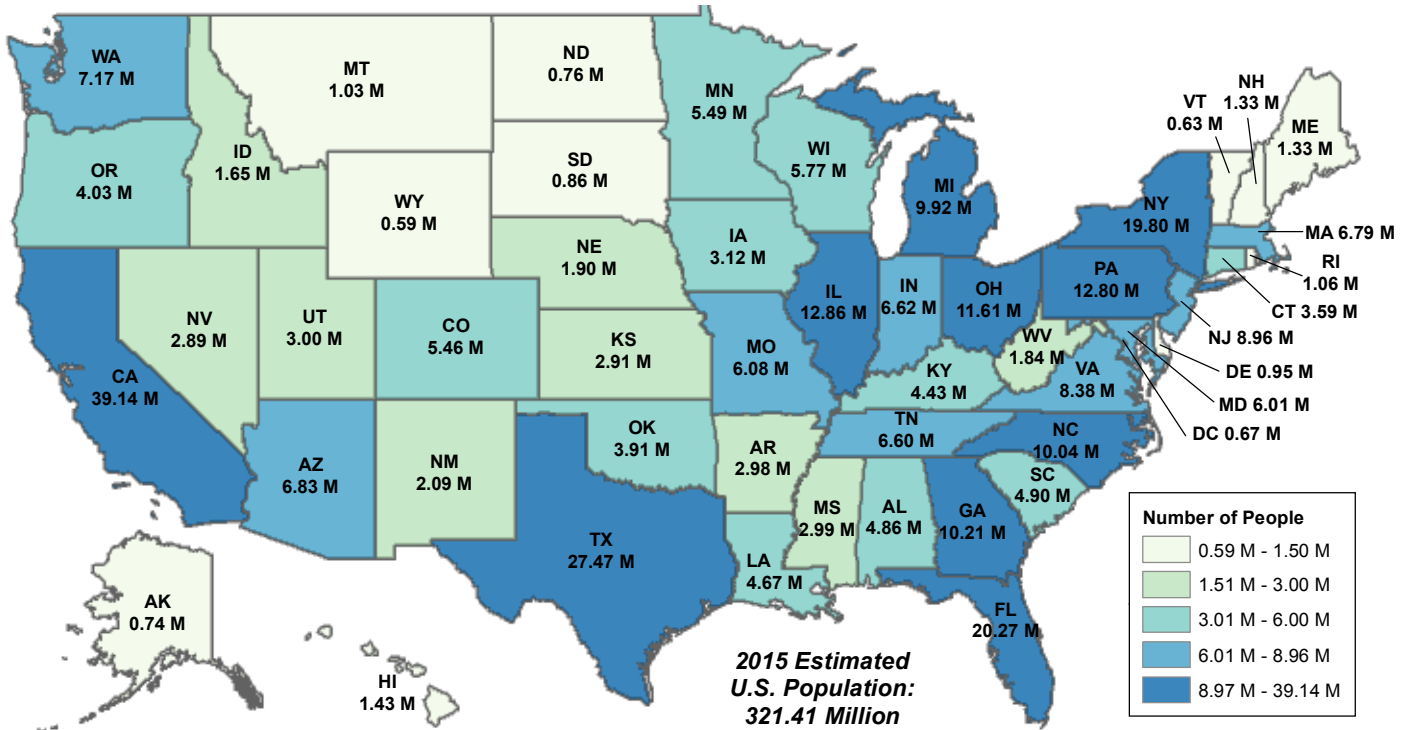 WA
7.17 M
MT
1.03 M
ND
0.76 M
MN
5.49 M
VT
0.63 M
NH
1.33 M
ME
1.33 M
OR
4.03 M
ID
1.65 M
SD
0.86 M
WI
5.77 M
MI
9.92 M
WY
0.59 M
NY
19.80 M
MA 6.79 M
RI
1.06 M
CT 3.59 M
NJ 8.96 M
DE 0.95 M
MD 6.01 M
DC 0.67 M
NE
1.90 M
IA
3.12 M
IL
12.86 M
IN
6.62 M
OH
11.61 M
PA
12.80 M
NV
2.89 M
UT
3.00 M
CO
5.46 M
KS
2.91 M
MO
6.08 M
KY
4.43 M
WV
1.84 M
VA
8.38 M
CA
39.14 M
AZ
6.83 M
NM
2.09 M
OK
3.91 M
AR
2.98 M
TN
6.60 M
NC
10.04 M
SC
4.90 M
TX
27.47 M
LA
4.67 M
MS
2.99 M
AL
4.86 M
GA
10.21 M
FL
20.27 M
AK
0.74 M
HI
1.43 M
2015 Estimated
U.S. Population:
321.41 Million
Number of People
0.59 M - 1.50 M
1.51 M - 3.00 M
3.01 M - 6.00 M
6.01 M - 8.96 M
8.97 M - 39.14 M